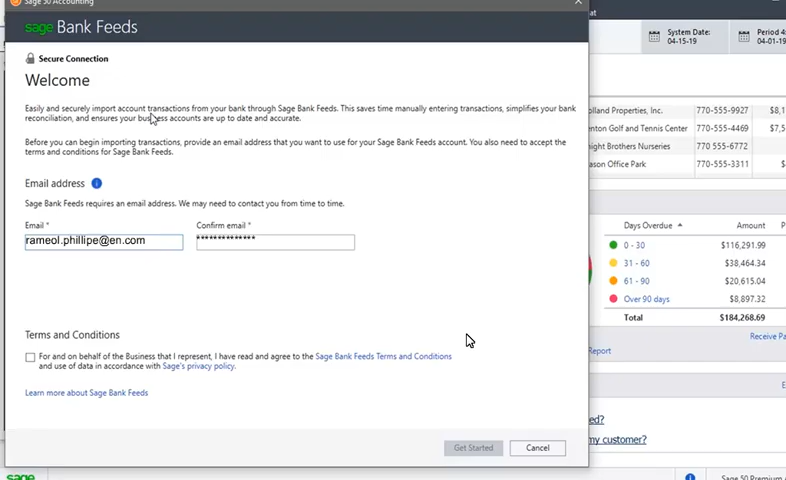 Sage 50 Accounting
sage Bank Feeds
Secure Connection
Welcome
Easily and securely import account transactions from your bank through Sage Bank Feeds. This saves time manually entering transactions, simplifies your bank
reconciliation, and ensures your business accounts are up to date and accurate.
Before you can begin importing transactions, provide an email address that you want to use for your Sage Bank Feeds account. You also need to accept the
terms and conditions for Sage Bank Feeds.
Email address
Sage Bank Feeds requires an email address. We may need to contact you from time to time.
Email *
Confirm email *
rameol.phillipe@en.com
**************
Terms and Conditions
For and on behalf of the Business that I represent, I have read and agree to the Sage Bank Feeds Terms and Conditions
and use of data in accordance with Sage's privacy policy.
Learn more about Sage Bank Feeds
Get Started
Cancel
System Date:
04-15-19
Period 4:
04-01-19
olland Properties, Inc. 770-555-9927 $8,1
enton Golf and Tennis Center 770-555-4469 $7,5
night Brothers Nurseries 770 555-6772
ason Office Park 770-555-3311
Days Overdue Amount
0 - 30 $116,291.99
31 - 60 $38,464.34
61 - 90 $20,615.04
Over 90 days $8,897.32
Total $184,268.69
Receive Pa
Report
ed?
my customer?
sage
Sage 50 Premium